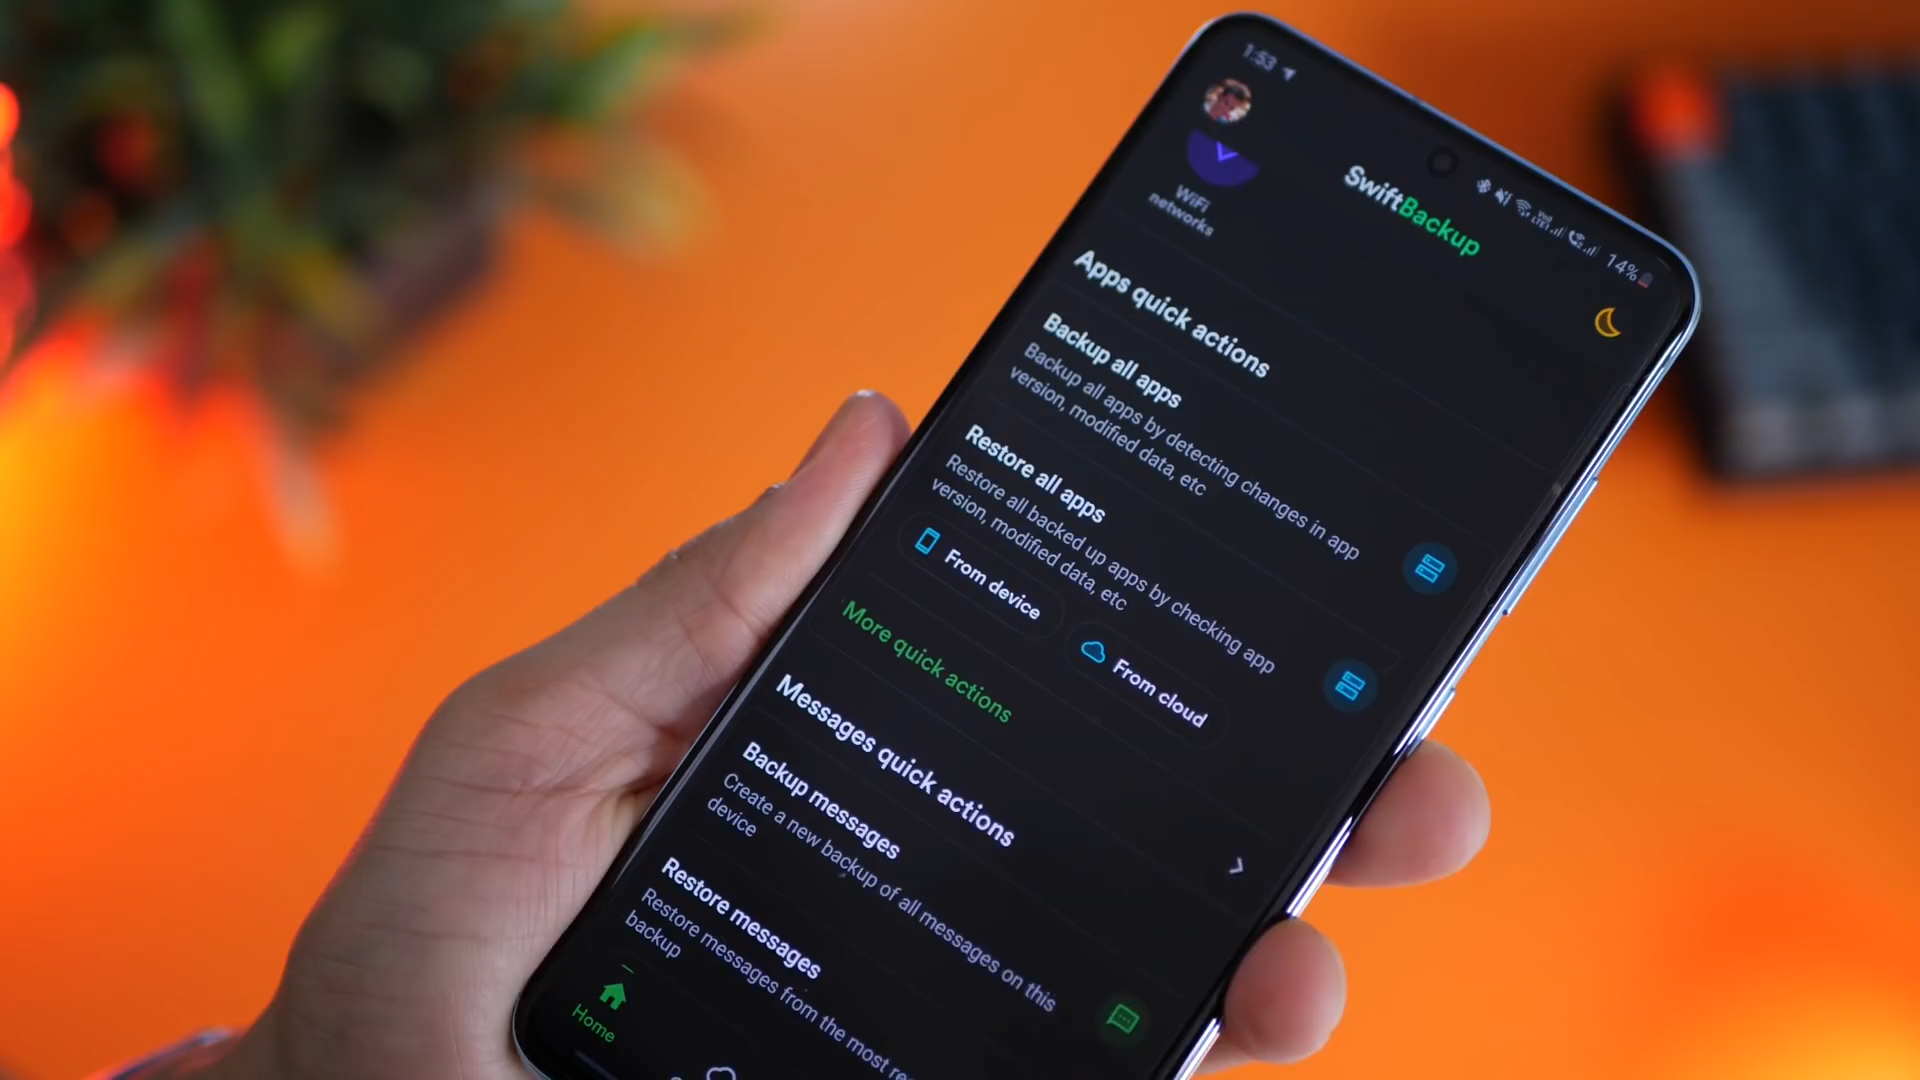 1:53
SwiftBackup
14%
WiFi
networks
Apps quick actions
Backup all apps
Backup all apps by detecting changes in app
version, modified data, etc
Restore all apps
Restore all backed up apps by checking app
version, modified data, etc
From device
From cloud
More quick actions
Messages quick actions
Backup messages
Create a new backup of all messages on this
device
Restore messages
Restore messages from the most
backup
Home